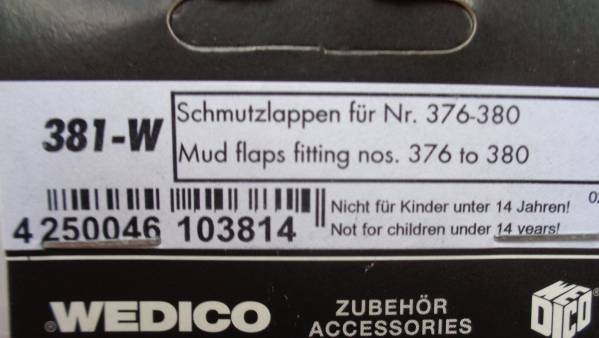 381-W
Schmutzlappen für Nr. 376-380
Mud flaps fitting nos. 376 to 380
Nicht für Kinder unter 14 Jahren!
Not for children under 14 years!
4 250046 103814
®WEDICO
ZUBEHÖR
ACCESSORIES
WEDICO®